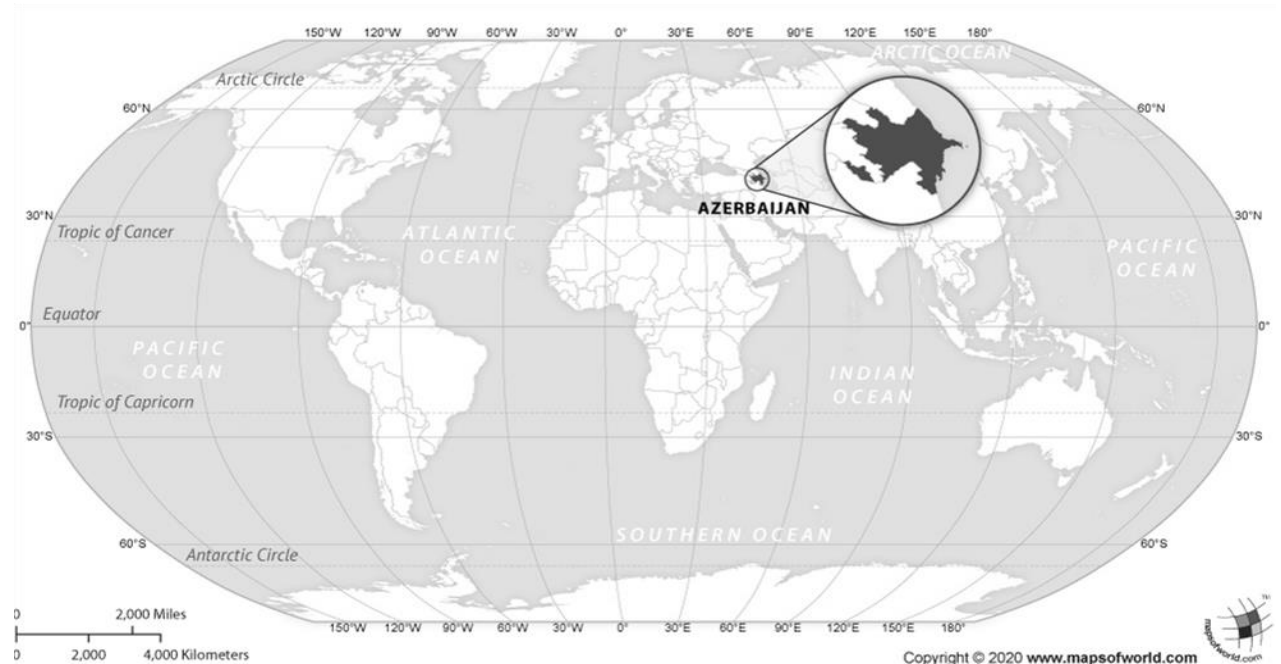 150°W 120°W 90°W 60°W 30°W 0° 30°E 60°E 90°E 120°E 150°E 180°
ARCTIC OCEAN
Arctic Circle
60°N 60°N
AZERBAIJAN
30°N 30°N
Tropic of Cancer
ATLANTIC
OCEAN
PACIFIC
OCEAN
Equator
0° 0°
PACIFIC
OCEAN
INDIAN
OCEAN
Tropic of Capricorn
30°S 30°S
SOUTHERN OCEAN
60°S 60°S
Antarctic Circle
0 2,000 Miles
150°W 120°W 90°W 60°W 30°W 0° 30°E 60°E 90°E 120°E 150°E 180°
0 2,000 4,000 Kilometers
Copyright © 2020 www.mapsofworld.com
mapsofworld.com
TM